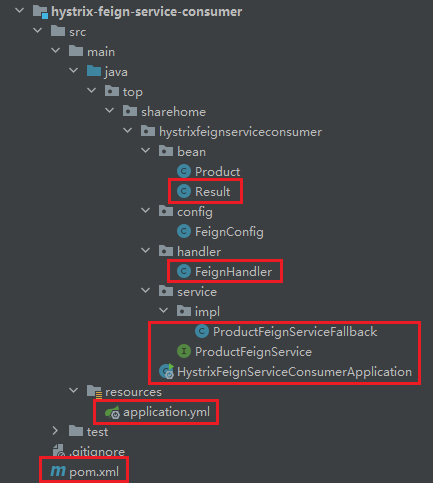 hystrix-feign-service-consumer
src
main
java
top
sharehome
hystrixfeignserviceconsumer
bean
Product
Result
config
FeignConfig
handler
FeignHandler
service
impl
ProductFeignServiceFallback
ProductFeignService
HystrixFeignServiceConsumerApplication
resources
application.yml
test
.gitignore
pom.xml